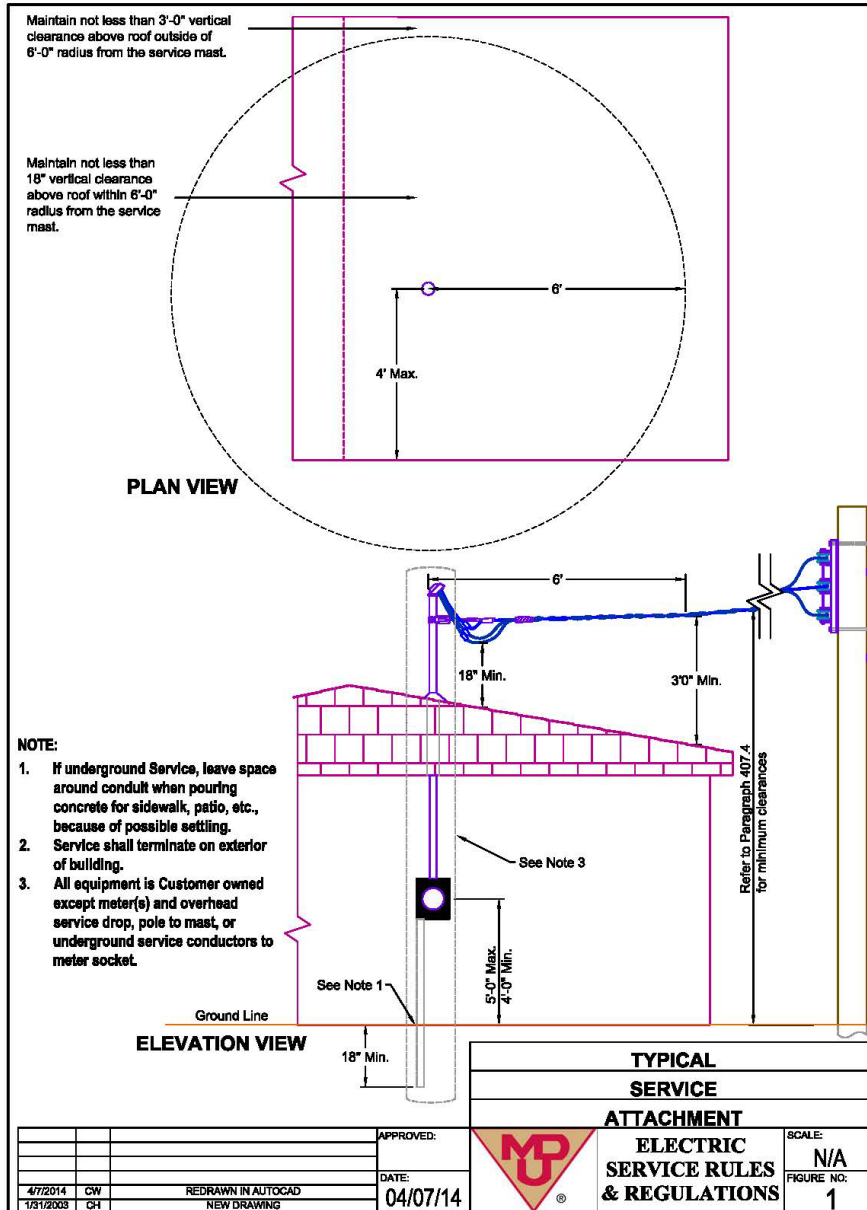 Maintain not less than 3'-0" vertical
clearance above roof outside of
6'-0" radius from the service mast.
Maintain not less than
18" vertical clearance
above roof within 6'-0"
radius from the service
mast.
6'
4' Max.
PLAN VIEW
6'
18" Min.
3'0" Min.
Refer to Paragraph 407.4
for minimum clearances
NOTE:
1. If underground Service, leave space
around conduit when pouring
concrete for sidewalk, patio, etc.,
because of possible settling.
2. Service shall terminate on exterior
of building.
3. All equipment is Customer owned
except meter(s) and overhead
service drop, pole to mast, or
underground service conductors to
meter socket.
See Note 3
5'-0" Max.
4'-0" Min.
See Note 1
Ground Line
ELEVATION VIEW
18" Min.
TYPICAL
SERVICE
ATTACHMENT
APPROVED:
DATE:
04/07/14
4/7/2014 CW REDRAWN IN AUTOCAD
1/31/2003 CH NEW DRAWING
MDU
®
ELECTRIC
SERVICE RULES
& REGULATIONS
SCALE:
N/A
FIGURE NO:
1